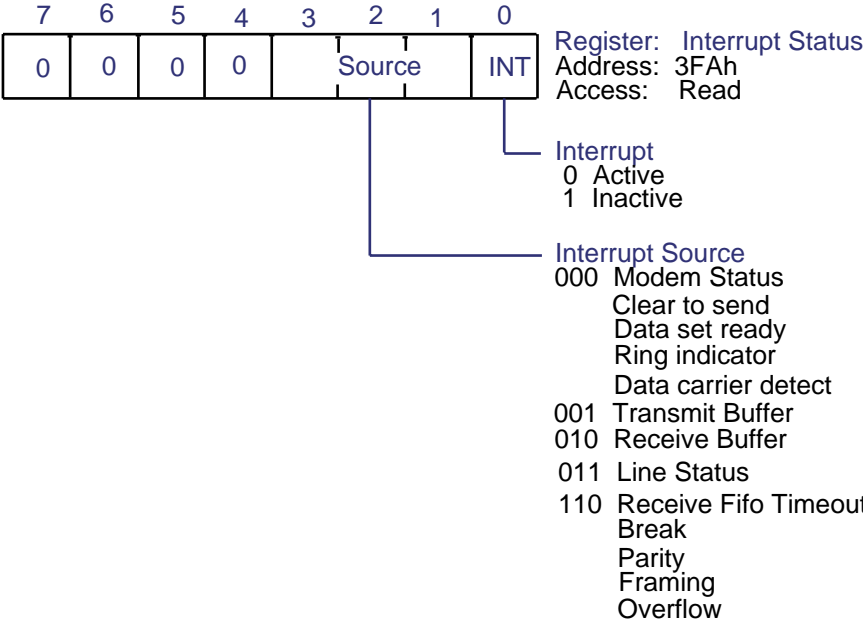 7 6 5 4 3 2 1 0
0 0 0 0 Source INT
Register: Interrupt Status
Address: 3FAh
Access: Read
Interrupt
0 Active
1 Inactive
Interrupt Source
000 Modem Status
Clear to send
Data set ready
Ring indicator
Data carrier detect
001 Transmit Buffer
010 Receive Buffer
011 Line Status
110 Receive Fifo Timeout
Break
Parity
Framing
Overflow